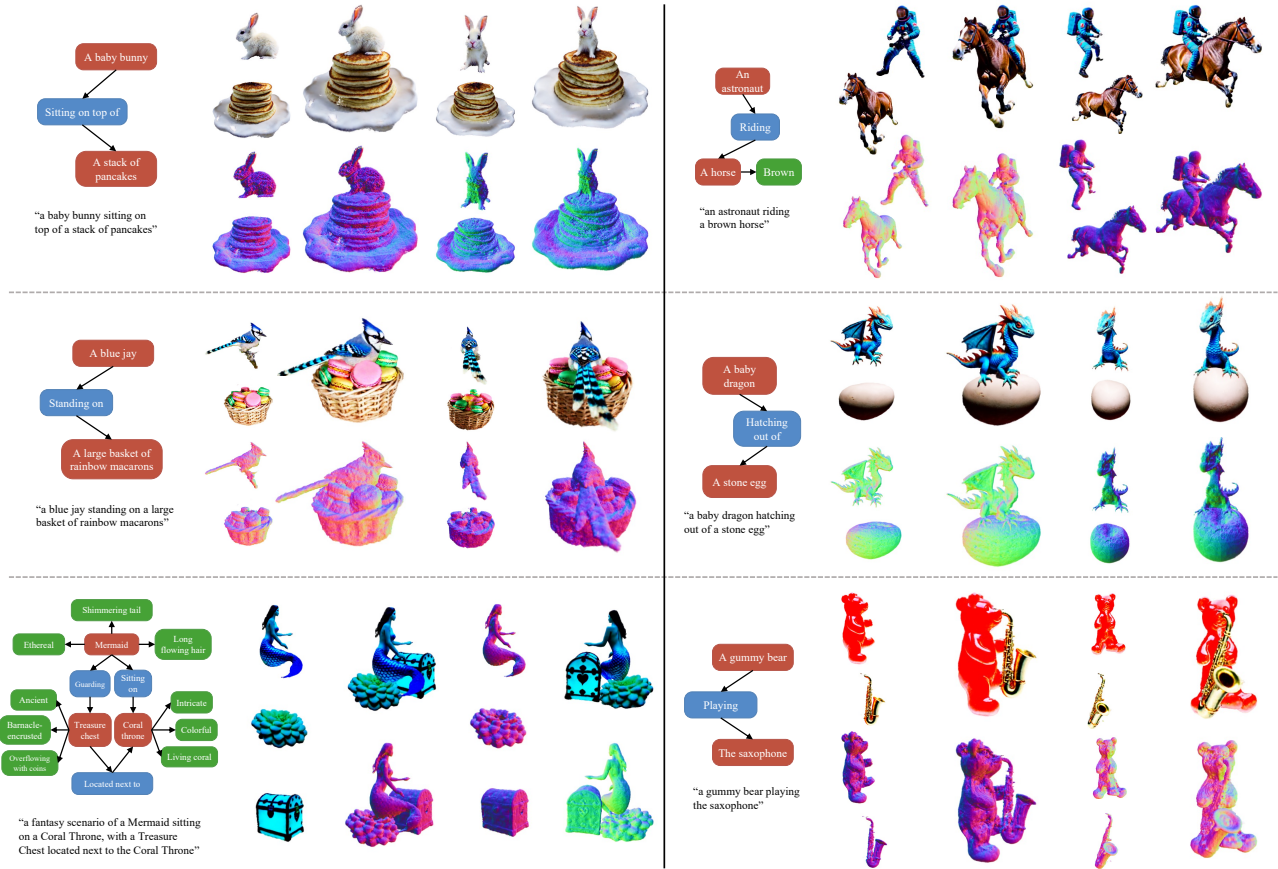 A baby bunny
Sitting on top of
A stack of
pancakes
“a baby bunny sitting on
top of a stack of pancakes”
An
astronaut
Riding
A horse
Brown
“an astronaut riding
a brown horse”
A blue jay
Standing on
A large basket of
rainbow macarons
“a blue jay standing on a large
basket of rainbow macarons”
A baby
dragon
Hatching
out of
A stone egg
“a baby dragon hatching
out of a stone egg”
Shimmering tail
Ethereal
Mermaid
Long
flowing hair
Guarding
Sitting
on
Ancient
Intricate
Barnacle-
encrusted
Treasure
chest
Coral
throne
Colorful
Overflowing
with coins
Living coral
Located next to
“a fantasy scenario of a Mermaid sitting
on a Coral Throne, with a Treasure
Chest located next to the Coral Throne”
A gummy bear
Playing
The saxophone
“a gummy bear playing
the saxophone”